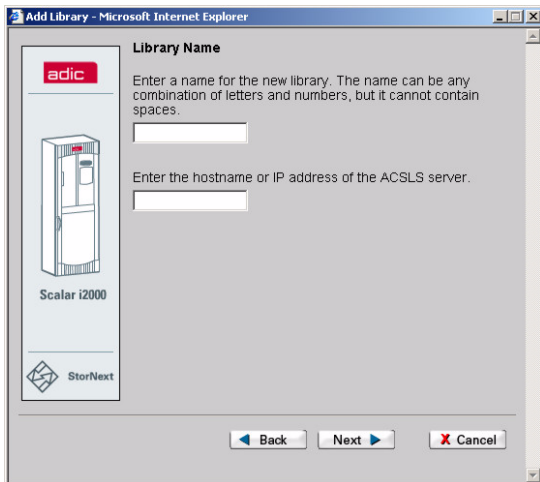 Add Library - Microsoft Internet Explorer
adic
Scalar i2000
StorNext
Library Name
Enter a name for the new library. The name can be any
combination of letters and numbers, but it cannot contain
spaces.
Enter the hostname or IP address of the ACSLS server.
Back
Next
Cancel